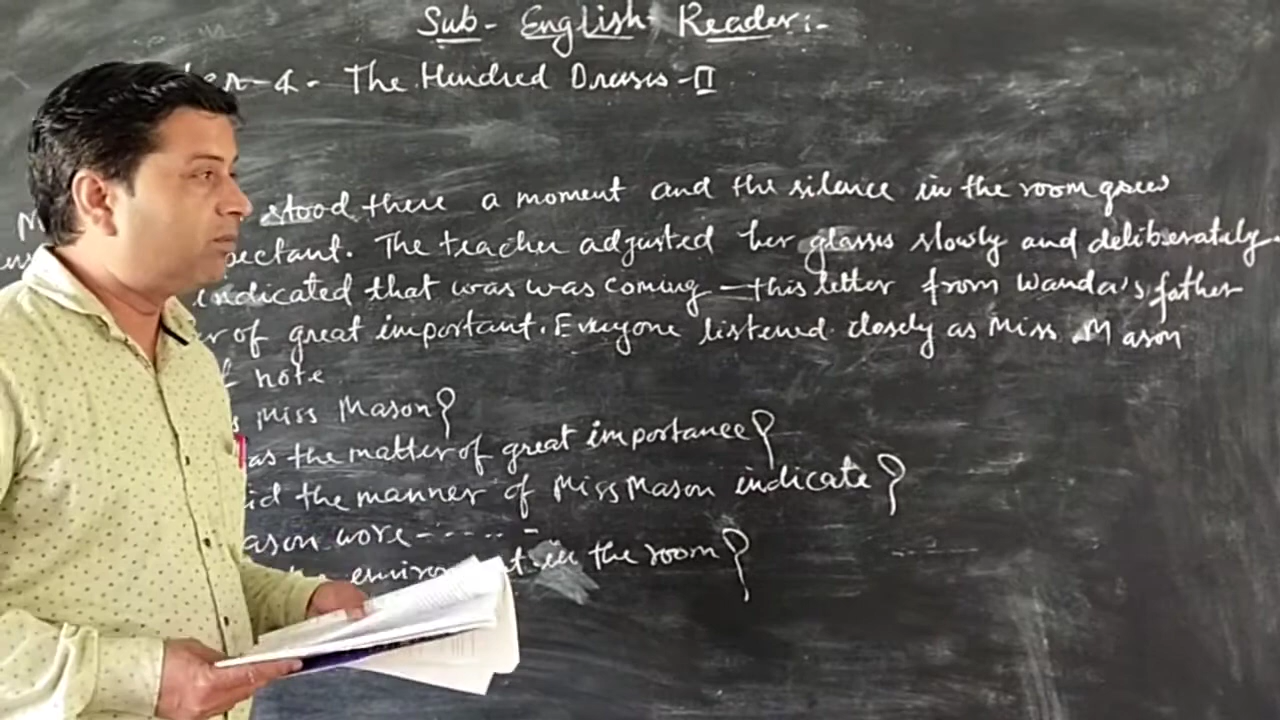 Sub- English Reader:-
- 4 - The Hundred Dresses - II
stood there a moment and the silence in the room grew
pectant. The teacher adjusted her glasses slowly and deliberately.
indicated that was was coming - this letter from Wanda's father
of great important. Everyone listened closely as Miss Mason
note
Miss Mason?
as the matter of great importance?
id the manner of Miss Mason indicate?
ason wore ......
in the room?